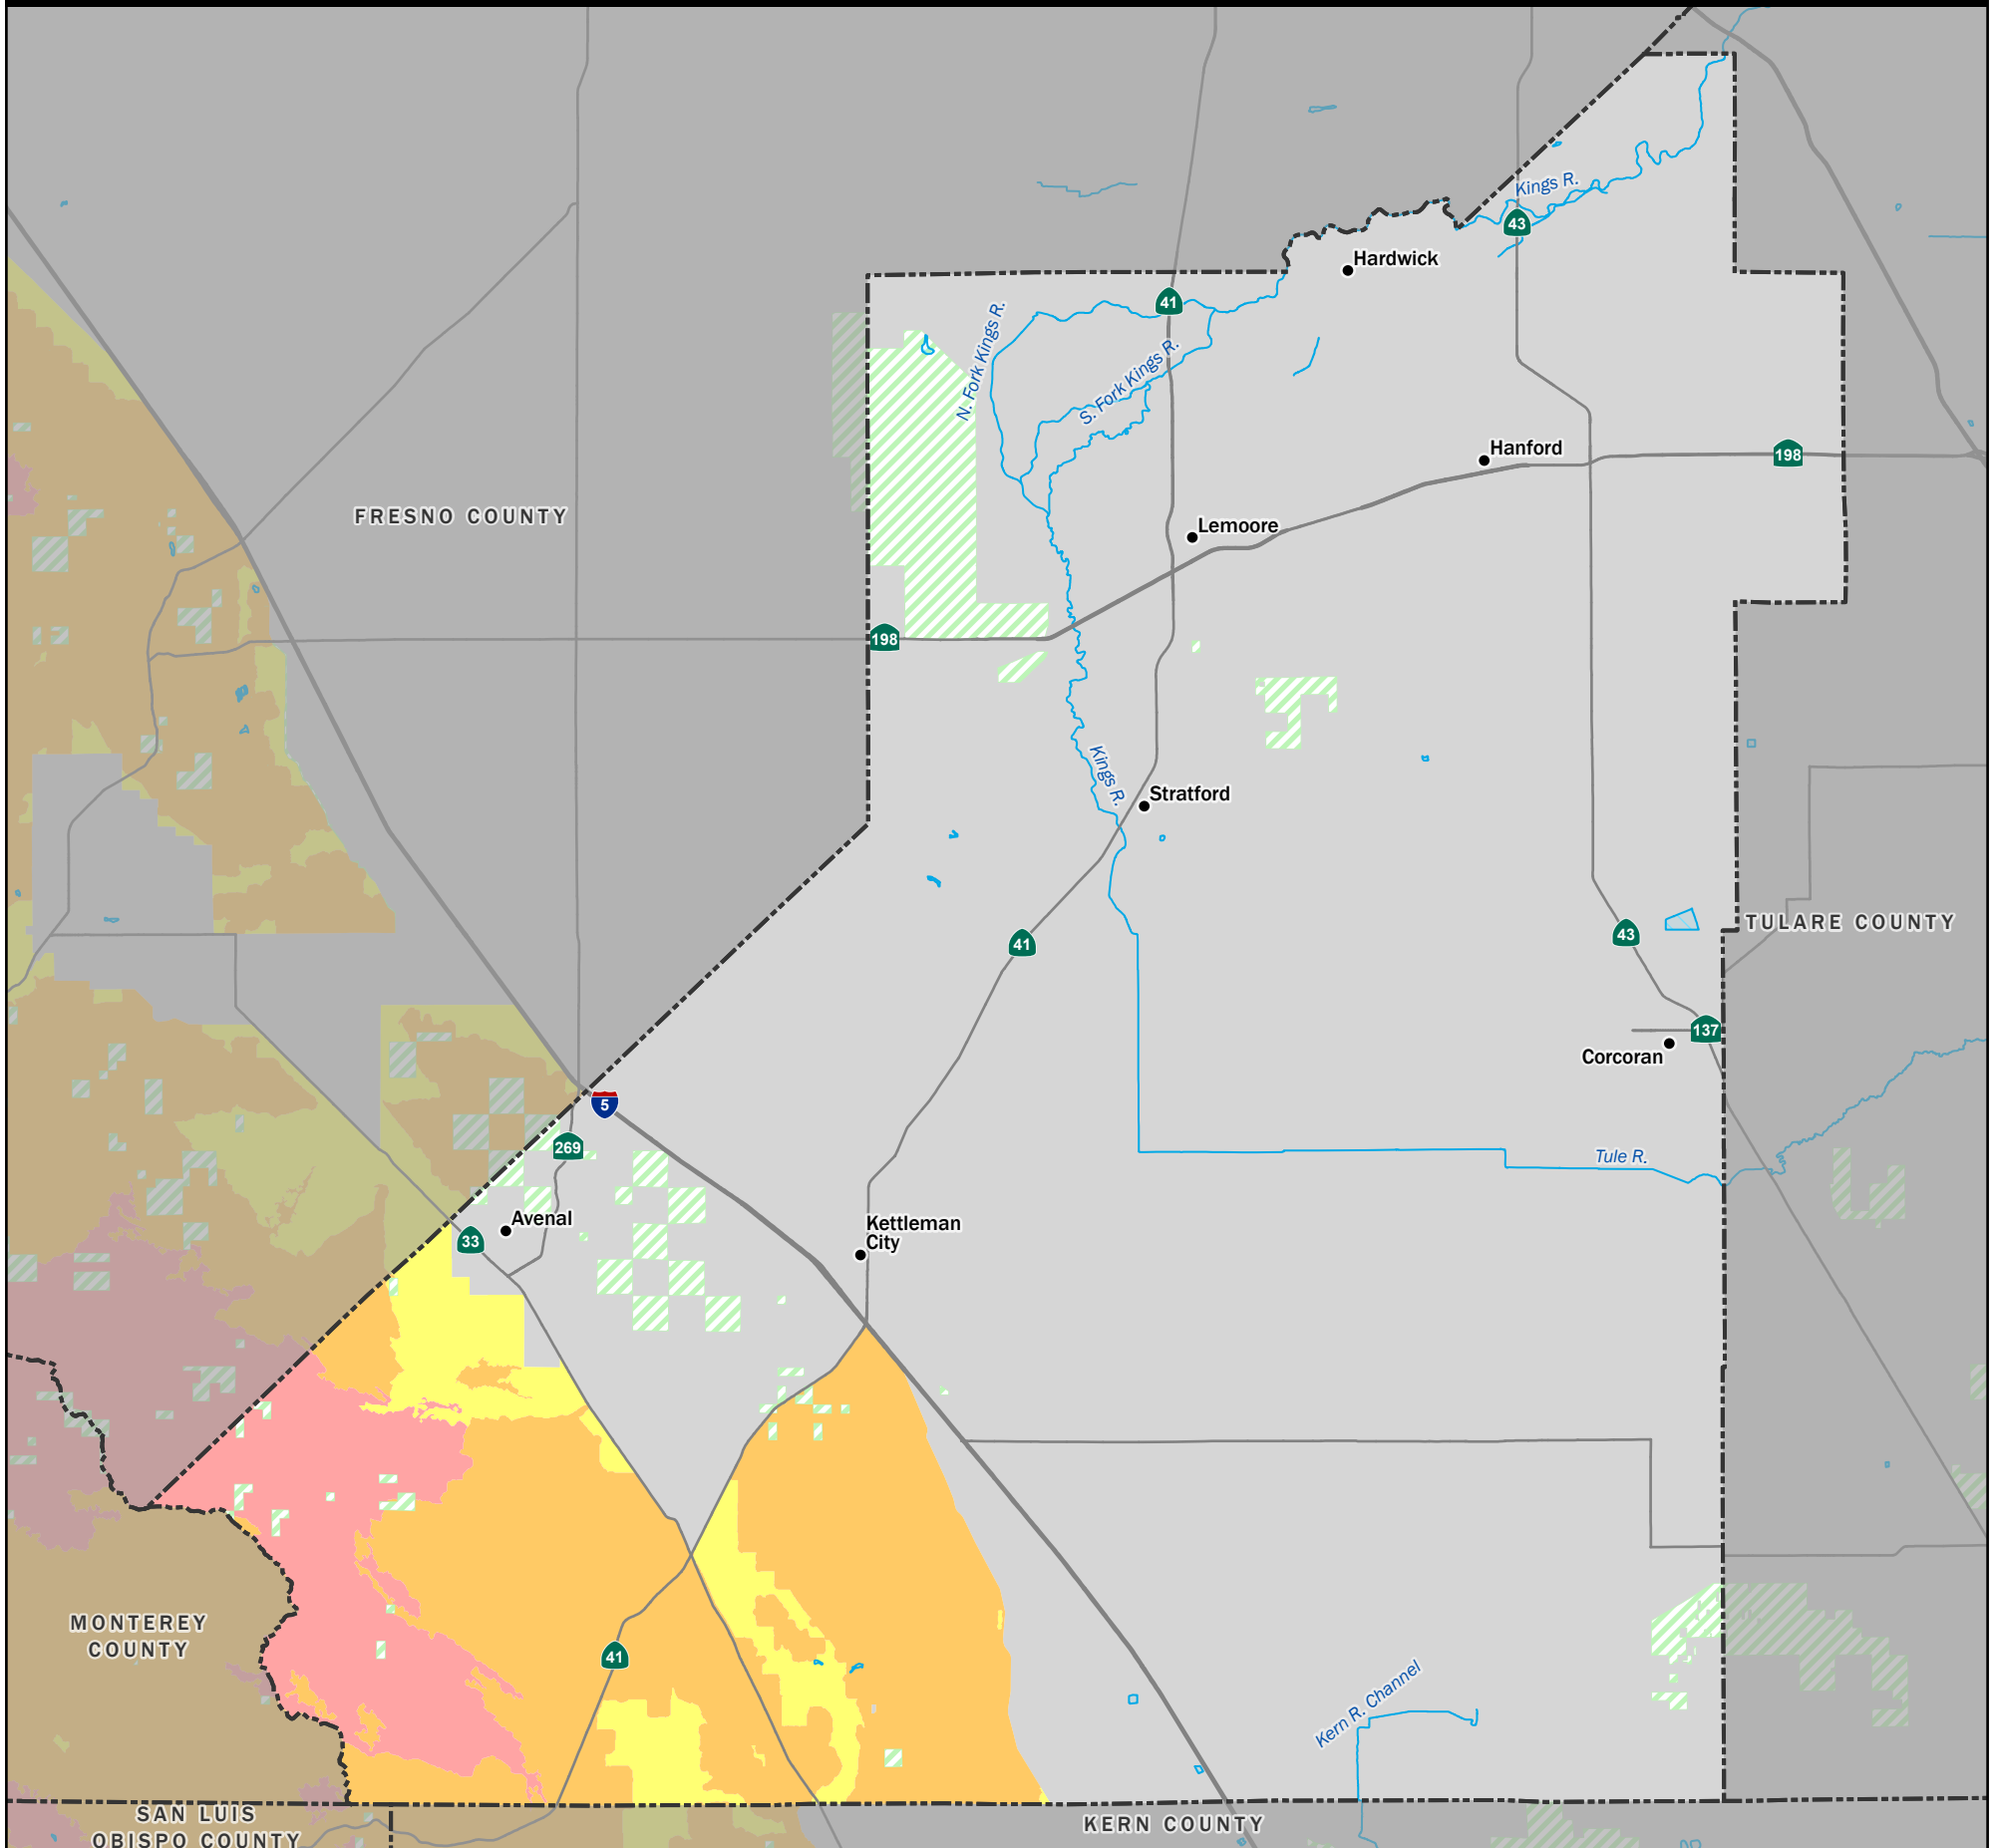 Kings R.
43
Hardwick
41
N. Fork Kings R.
S. Fork Kings R.
Hanford
198
FRESNO COUNTY
Lemoore
198
Kings R.
Stratford
41
43
TULARE COUNTY
137
Corcoran
5
269
Tule R.
Avenal
33
Kettleman
City
MONTEREY
COUNTY
41
Kern R. Channel
SAN LUIS
OBISPO COUNTY
KERN COUNTY